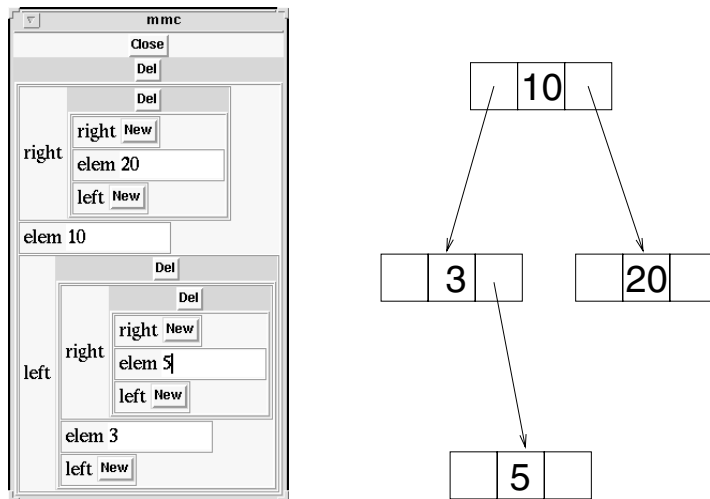 mmc
Close
Del
Del
right New
right
elem 20
left New
elem 10
Del
Del
right New
right
elem 5
left New
left
elem 3
left New
10
3
20
5